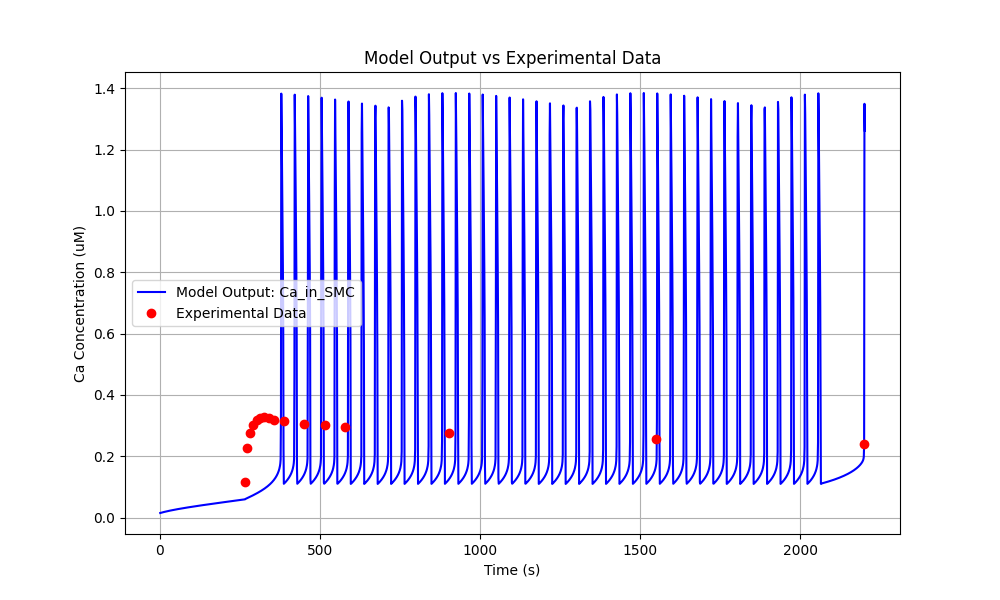 Model Output vs Experimental Data
1.4
1.2
1.0
0.8
0.6
0.4
0.2
0.0
Ca Concentration (uM)
Model Output: Ca_in_SMC
Experimental Data
0 500 1000 1500 2000
Time (s)